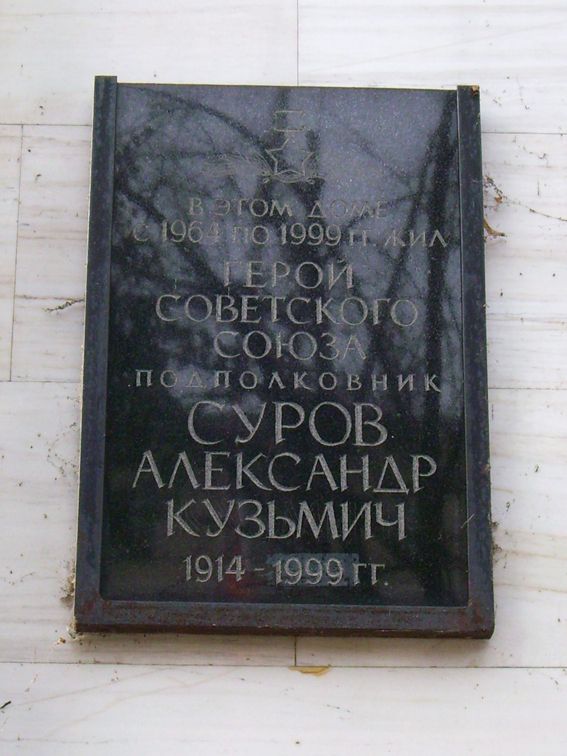 В ЭТОМ ДОМЕ
С 1964 ПО 1999 ГГ. ЖИЛ
ГЕРОЙ
СОВЕТСКОГО
СОЮЗА
ПОДПОЛКОВНИК
СУРОВ
АЛЕКСАНДР
КУЗЬМИЧ
1914 - 1999 ГГ.